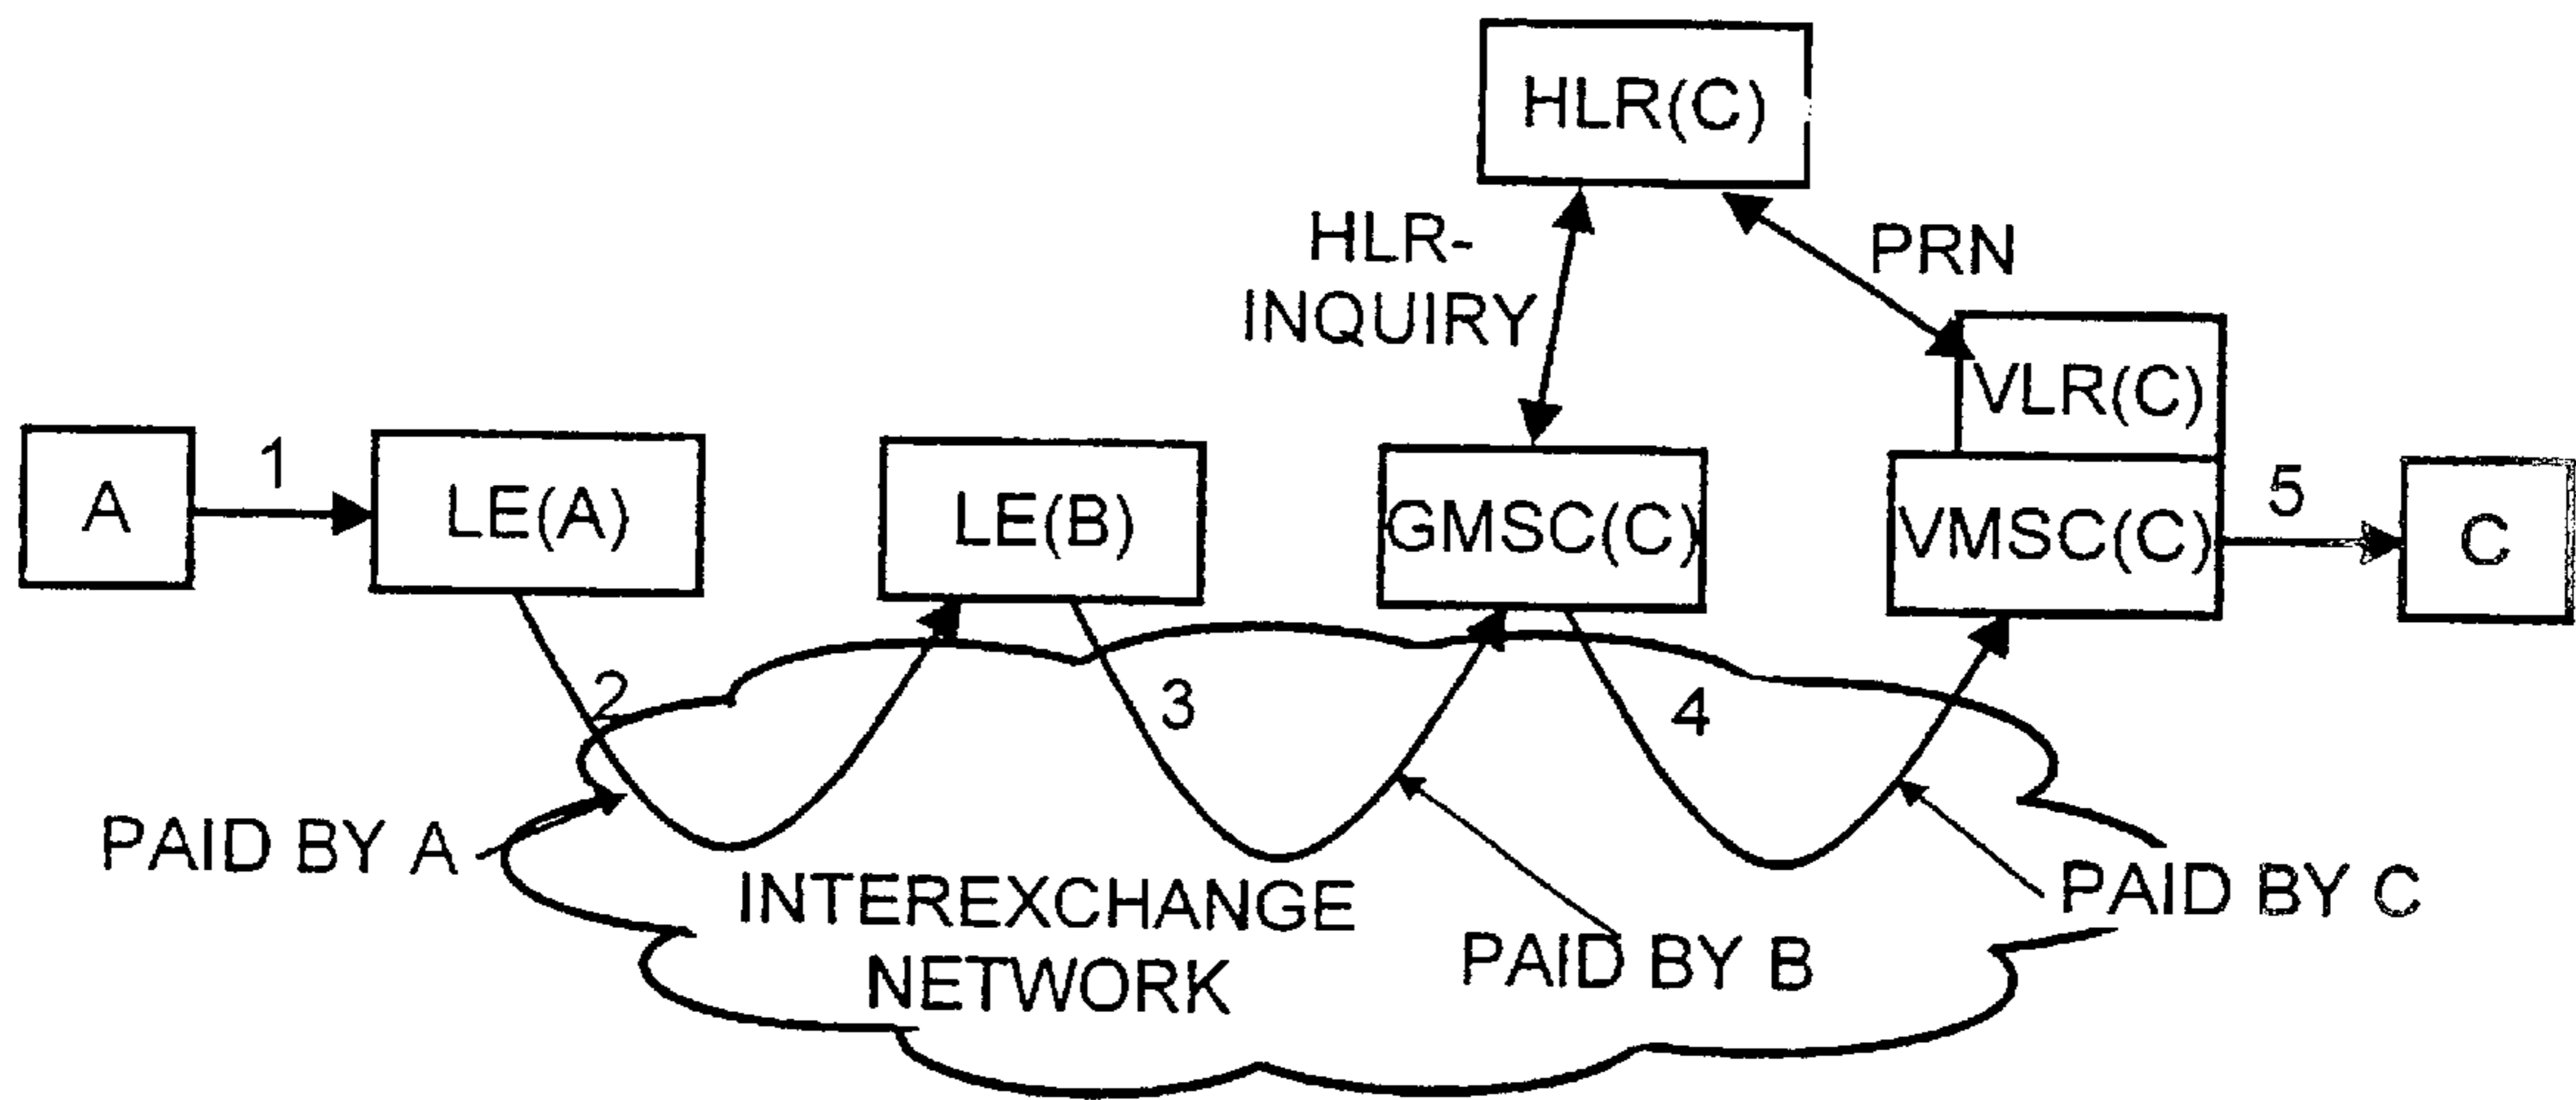 HLR(C)
HLR-
INQUIRY
PRN
VLR(C)
A
1
LE(A)
LE(B)
GMSC(C)
VMSC(C)
5
C
2
3
4
PAID BY A
INTEREXCHANGE
NETWORK
PAID BY B
PAID BY C